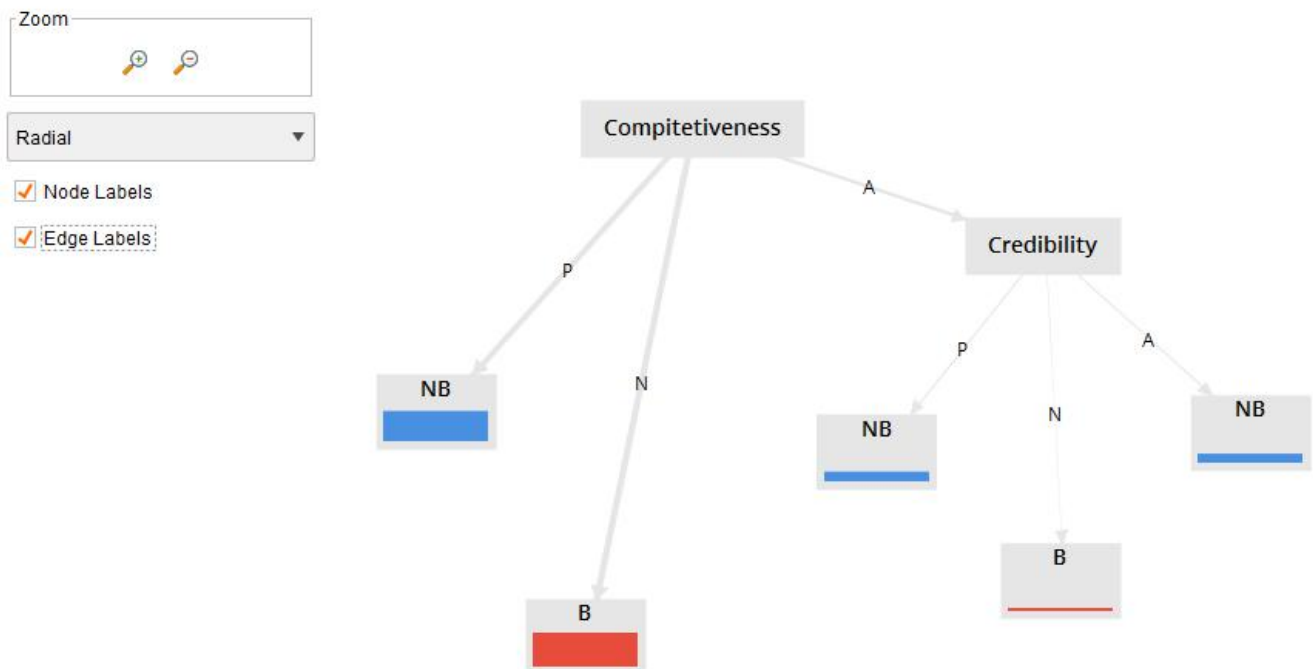 Zoom
Radial
Node Labels
Edge Labels
Compitetiveness
A
Credibility
P
N
P
N
A
NB
NB
NB
B
B